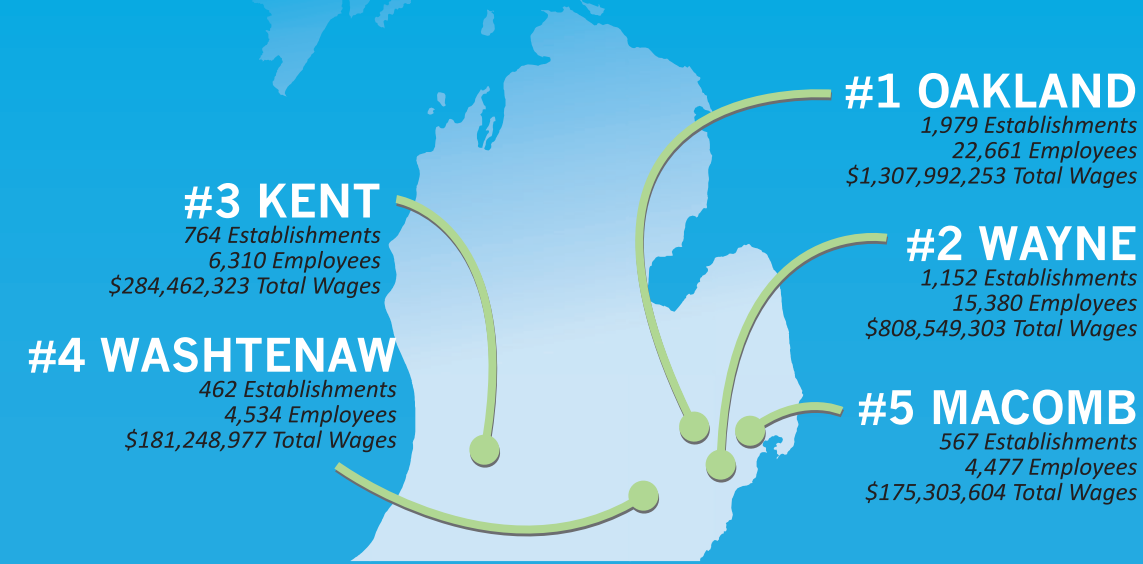 #1 OAKLAND
1,979 Establishments
22,661 Employees
$1,307,992,253 Total Wages
#2 WAYNE
1,152 Establishments
15,380 Employees
$808,549,303 Total Wages
#3 KENT
764 Establishments
6,310 Employees
$284,462,323 Total Wages
#4 WASHTENAW
462 Establishments
4,534 Employees
$181,248,977 Total Wages
#5 MACOMB
567 Establishments
4,477 Employees
$175,303,604 Total Wages